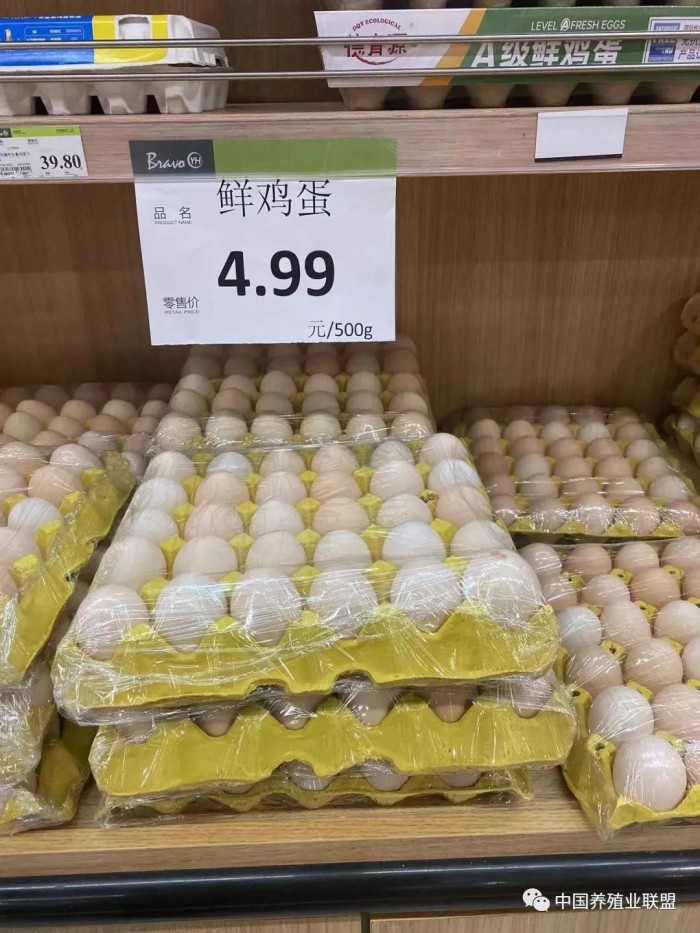 DQY ECOLOGICAL
德青源
LEVEL A FRESH EGGS
A级鲜鸡蛋
39.80
Bravo YH
品名
PRODUCT NAME
鲜鸡蛋
4.99
零售价
(RETAIL PRICE)
元/500g
中国养殖业联盟